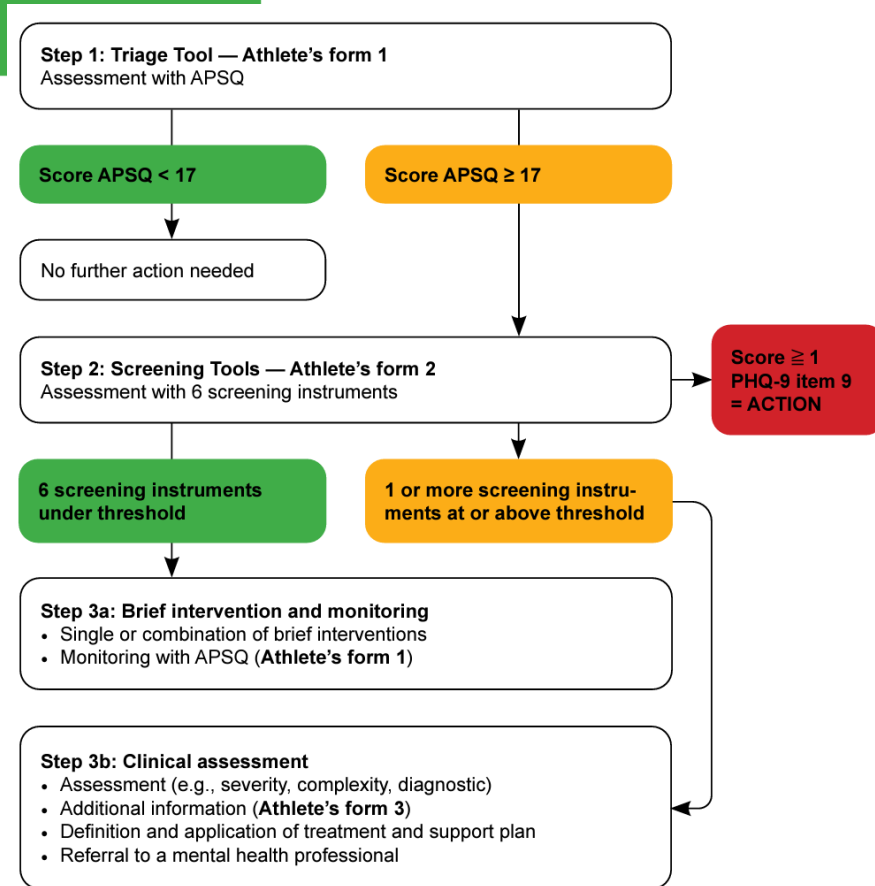 Step 1: Triage Tool — Athlete’s form 1
Assessment with APSQ
Score APSQ < 17
Score APSQ ≥ 17
No further action needed
Step 2: Screening Tools — Athlete’s form 2
Assessment with 6 screening instruments
Score ≧ 1
PHQ-9 item 9
= ACTION
6 screening instruments
under threshold
1 or more screening instru-
ments at or above threshold
Step 3a: Brief intervention and monitoring
• Single or combination of brief interventions
• Monitoring with APSQ (Athlete’s form 1)
Step 3b: Clinical assessment
• Assessment (e.g., severity, complexity, diagnostic)
• Additional information (Athlete’s form 3)
• Definition and application of treatment and support plan
• Referral to a mental health professional